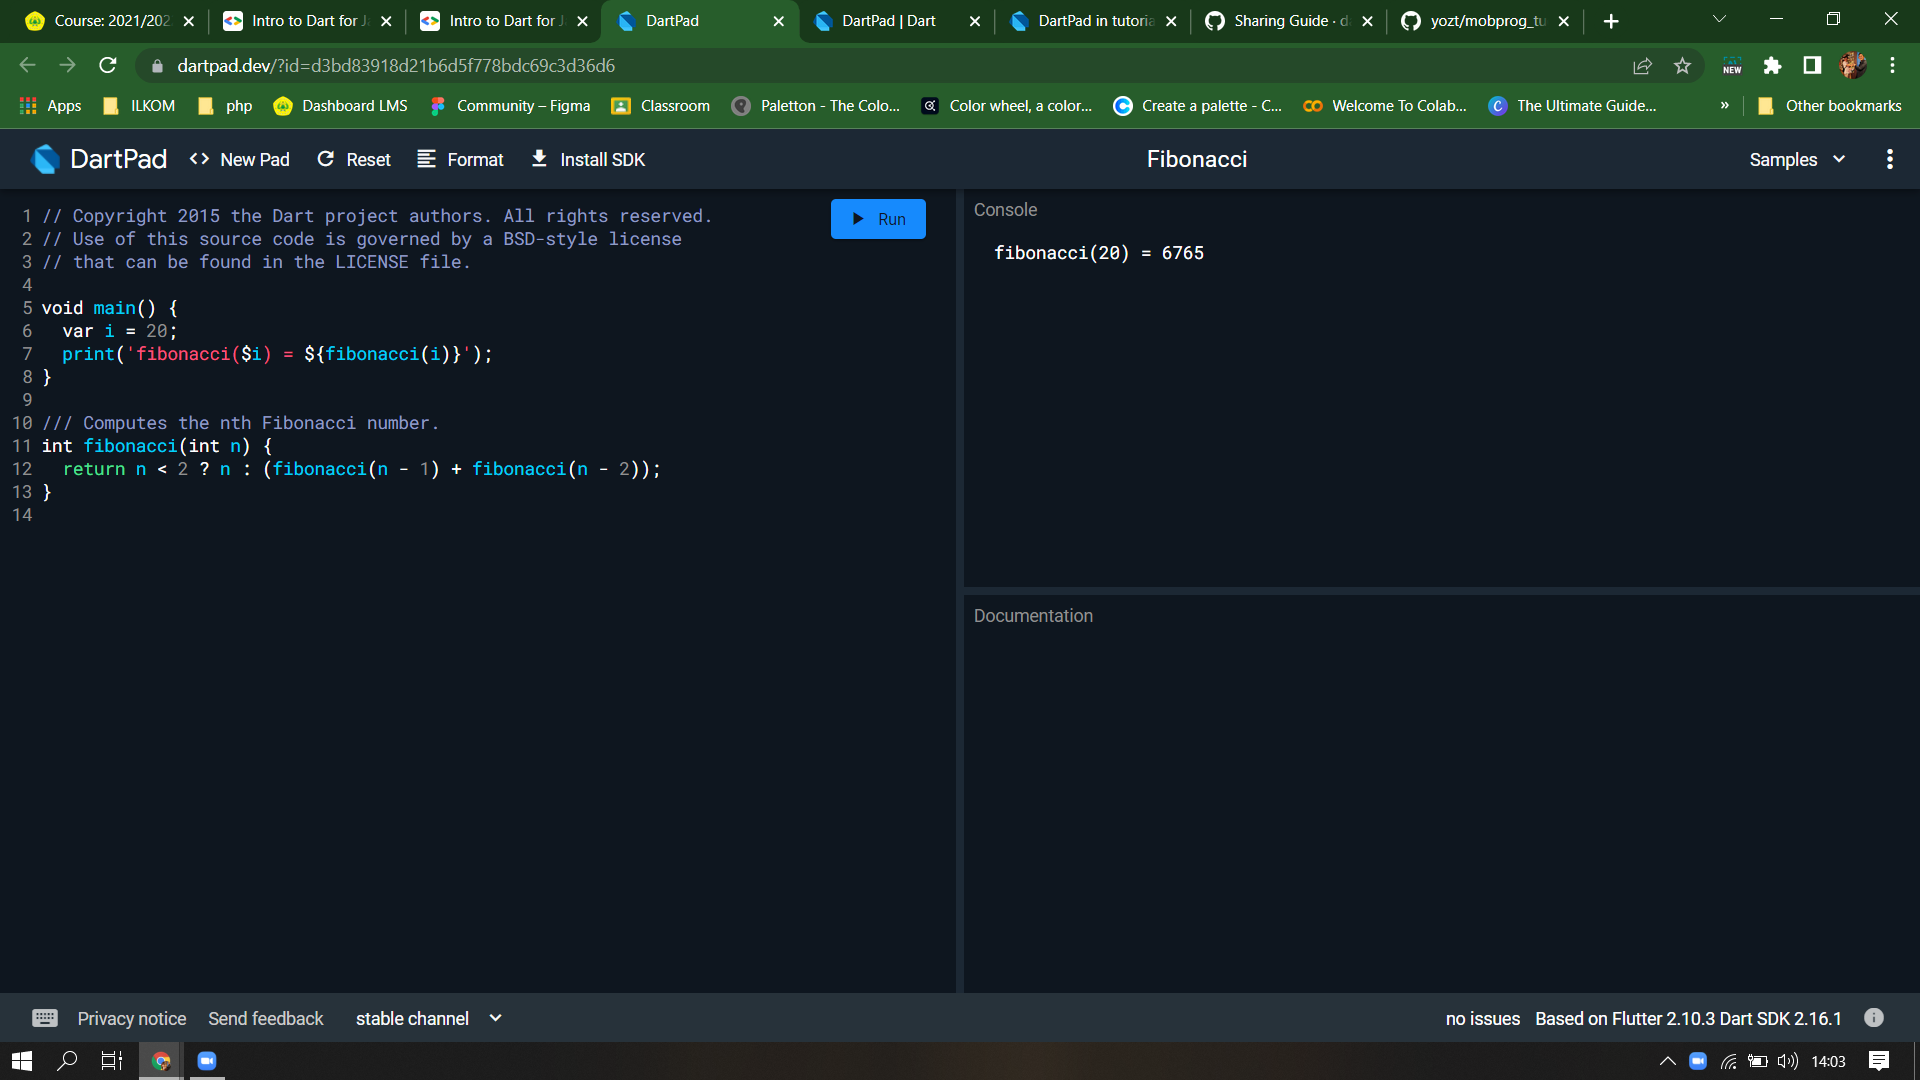 Course: 2021/202
Intro to Dart for Ja
Intro to Dart for Ja
DartPad
DartPad | Dart
DartPad in tutoria
Sharing Guide · d
yozt/mobprog_tu
dartpad.dev/?id=d3bd83918d21b6d5f778bdc69c3d36d6
NEW
Apps
ILKOM
php
Dashboard LMS
Community – Figma
Classroom
Paletton - The Colo...
Color wheel, a color...
Create a palette - C...
Welcome To Colab...
The Ultimate Guide...
»
Other bookmarks
DartPad
<> New Pad
Reset
Format
Install SDK
Fibonacci
Samples
1 // Copyright 2015 the Dart project authors. All rights reserved.
2 // Use of this source code is governed by a BSD-style license
3 // that can be found in the LICENSE file.
4
5 void main() {
6   var i = 20;
7   print('fibonacci($i) = ${fibonacci(i)}');
8 }
9
10 /// Computes the nth Fibonacci number.
11 int fibonacci(int n) {
12   return n < 2 ? n : (fibonacci(n - 1) + fibonacci(n - 2));
13 }
14
Run
Console
fibonacci(20) = 6765
Documentation
Privacy notice
Send feedback
stable channel
no issues
Based on Flutter 2.10.3 Dart SDK 2.16.1
14:03